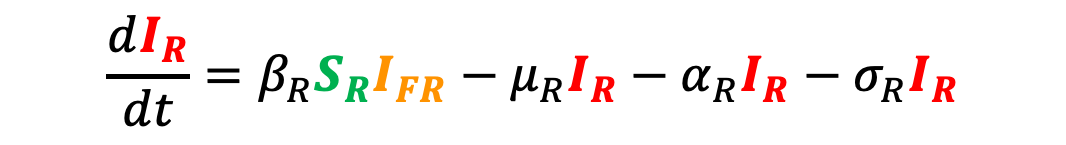 dI_R/dt = β_R S_R I_FR − μ_R I_R − α_R I_R − σ_R I_R